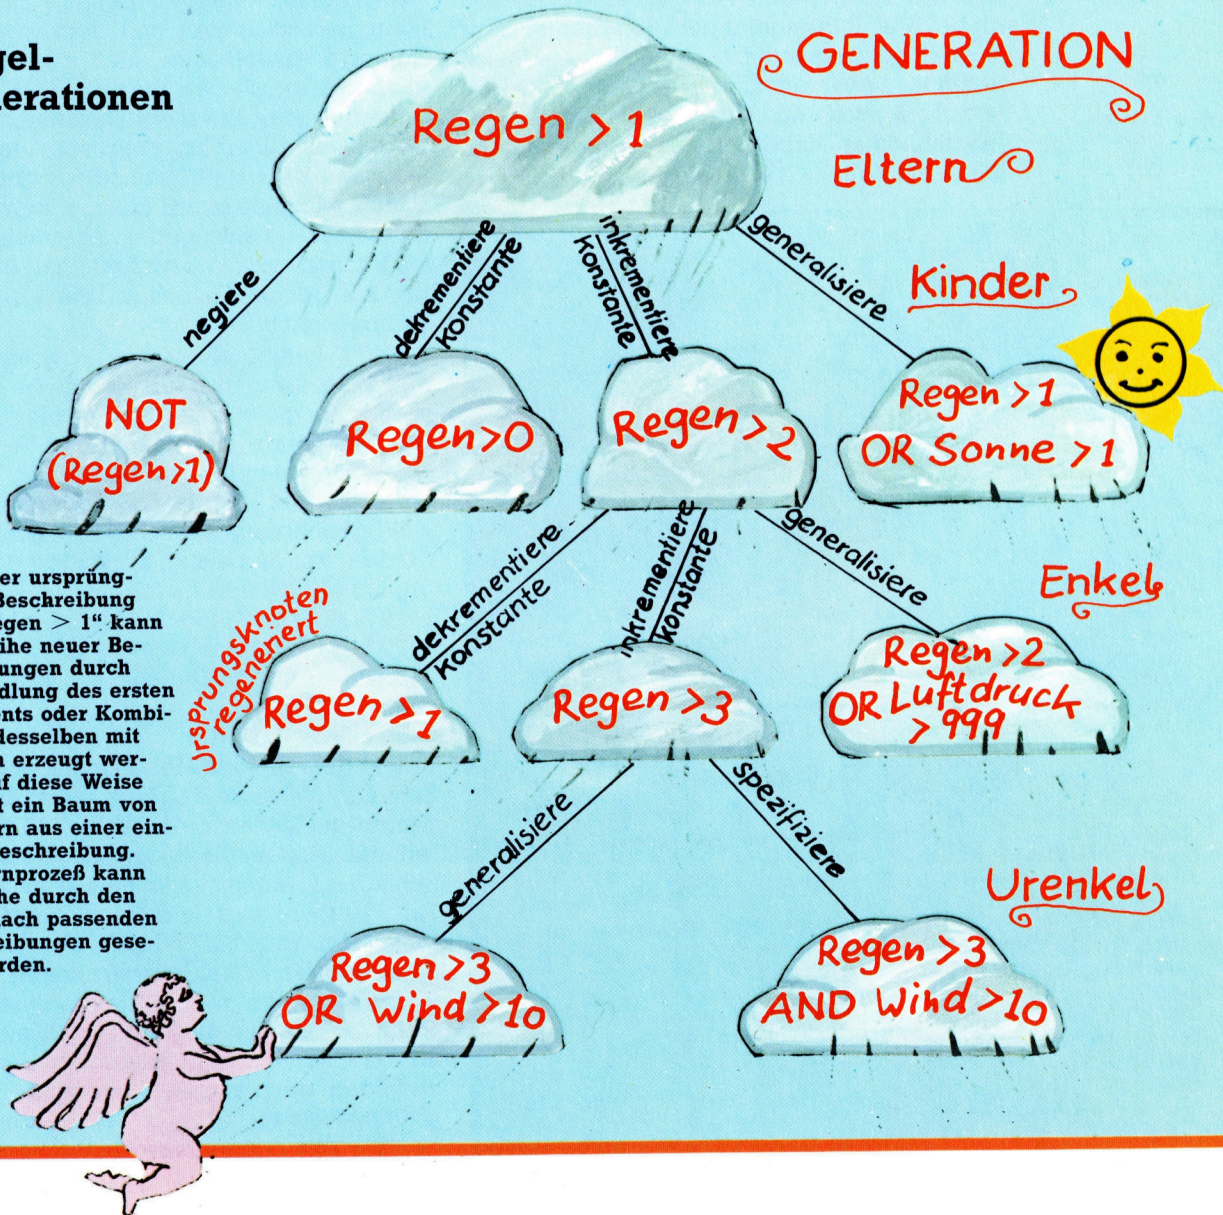 gel-
erationen
GENERATION
Regen > 1
Eltern
negiere
dekrementiere
konstante
inkrementiere
Konstante
generalisiere
Kinder
NOT
(Regen >1)
Regen>0
Regen >2
Regen >1
OR Sonne >1
dekrementiere
konstante
inkrementiere
konstante
generalisiere
Enkel
er ursprüng-
Beschreibung
egen > 1“ kann
ihe neuer Be-
ungen durch
dlung des ersten
ents oder Kombi-
desselben mit
n erzeugt wer-
uf diese Weise
t ein Baum von
rn aus einer ein-
eschreibung.
rnprozeß kann
he durch den
nach passenden
eibungen gese-
rden.
Ursprungsknoten
regeneriert
Regen >1
Regen >3
Regen >2
OR Luftdruck
> 999
generalisiere
spezifiziere
Urenkel
Regen >3
OR Wind >10
Regen >3
AND Wind >10